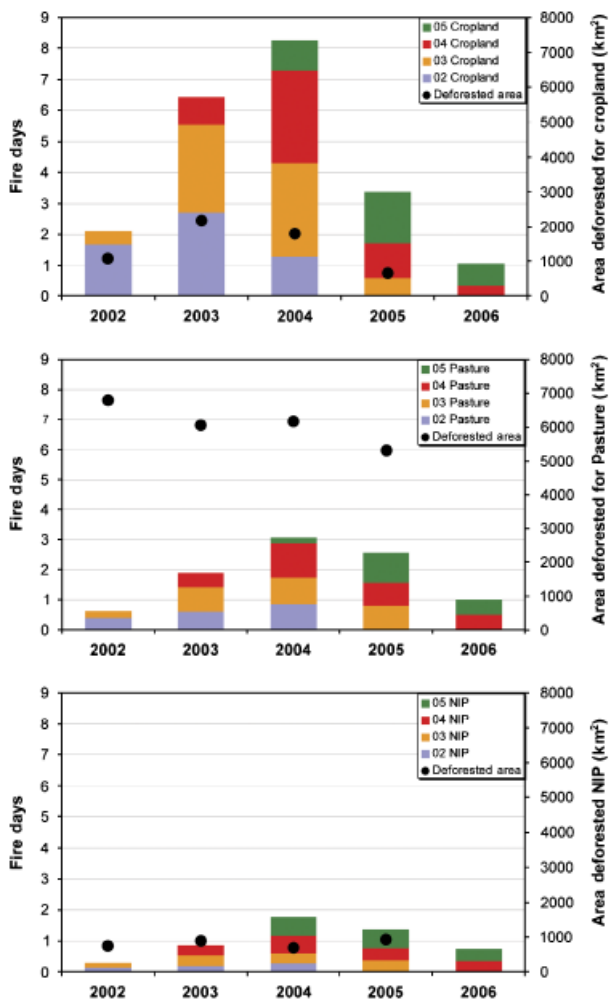 9
8
7
6
5
4
3
2
1
0
Fire days
05 Cropland
04 Cropland
03 Cropland
02 Cropland
Deforested area
8000
7000
6000
5000
4000
3000
2000
1000
0
Area deforested for cropland (km²)
2002 2003 2004 2005 2006
9
8
7
6
5
4
3
2
1
0
Fire days
05 Pasture
04 Pasture
03 Pasture
02 Pasture
Deforested area
8000
7000
6000
5000
4000
3000
2000
1000
0
Area deforested for Pasture (km²)
2002 2003 2004 2005 2006
9
8
7
6
5
4
3
2
1
0
Fire days
05 NIP
04 NIP
03 NIP
02 NIP
Deforested area
8000
7000
6000
5000
4000
3000
2000
1000
0
Area deforested NIP (km²)
2002 2003 2004 2005 2006